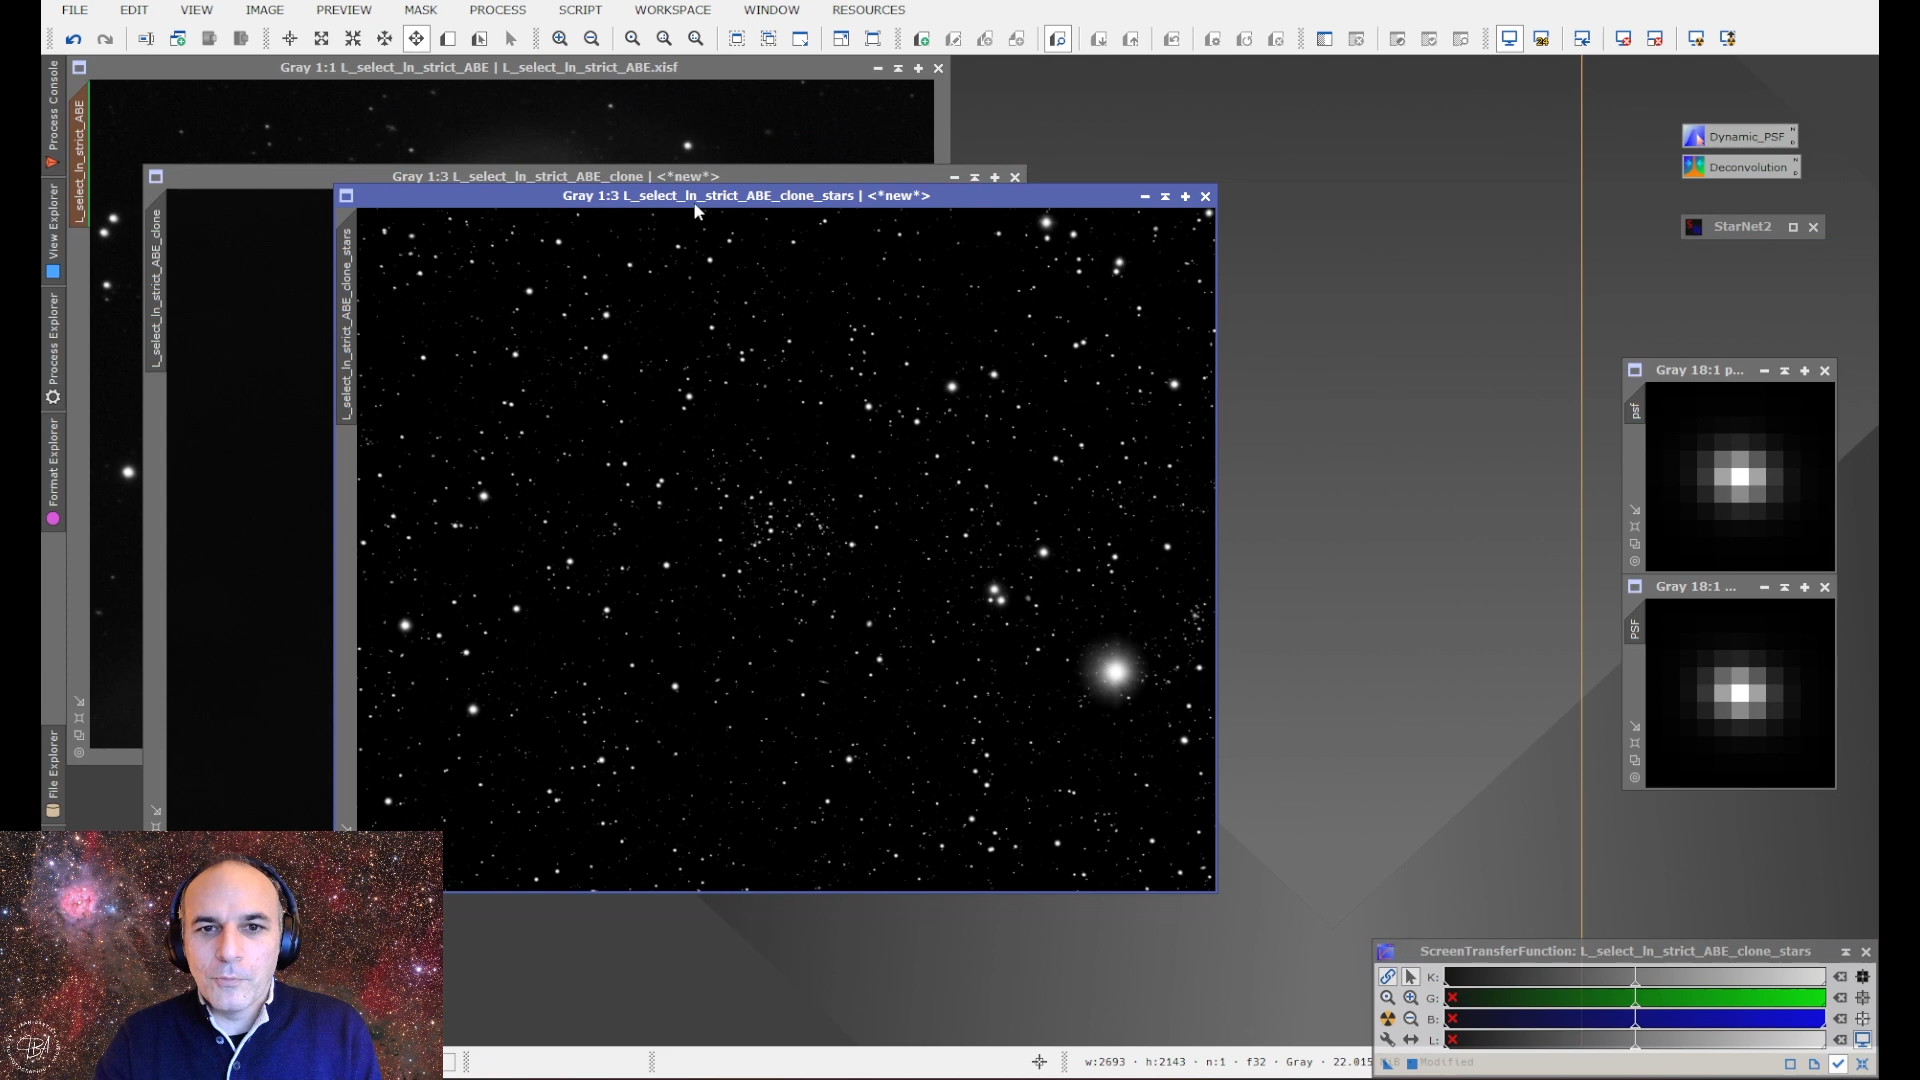 FILE EDIT VIEW IMAGE PREVIEW MASK PROCESS SCRIPT WORKSPACE WINDOW RESOURCES
Process Console
View Explorer
Process Explorer
Format Explorer
File Explorer
Gray 1:1 L_select_ln_strict_ABE | L_select_ln_strict_ABE.xisf
L_select_ln_strict_ABE
Gray 1:3 L_select_ln_strict_ABE_clone | <*new*>
L_select_ln_strict_ABE_clone
Gray 1:3 L_select_ln_strict_ABE_clone_stars | <*new*>
L_select_ln_strict_ABE_clone_stars
Dynamic_PSF
Deconvolution
StarNet2
Gray 18:1 p...
psf
Gray 18:1 ...
PSF
ScreenTransferFunction: L_select_ln_strict_ABE_clone_stars
K:
G:
B:
L:
w:2693 · h:2143 · n:1 · f32 · Gray · 22.015
Modified